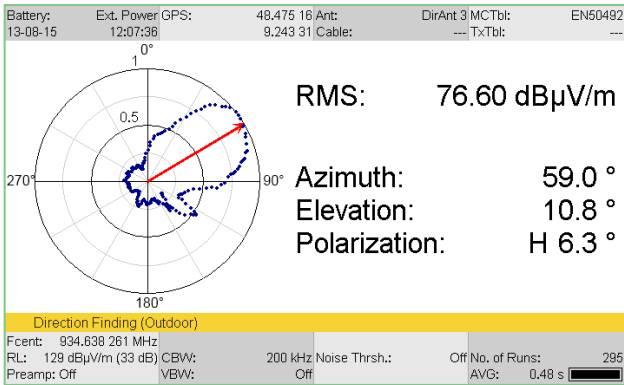 Battery: Ext. Power GPS: 48.475 16 Ant: DirAnt 3 MCTbl: EN50492
13-08-15 12:07:36 9.243 31 Cable: --- TxTbl: ---
0°
1
0.5
270°
90°
180°
RMS: 76.60 dBµV/m
Azimuth: 59.0 °
Elevation: 10.8 °
Polarization: H 6.3 °
Direction Finding (Outdoor)
Fcent: 934.638 261 MHz
RL: 129 dBµV/m (33 dB) CBW: 200 kHz Noise Thrsh.: Off No. of Runs: 295
Preamp: Off VBW: Off AVG: 0.48 s